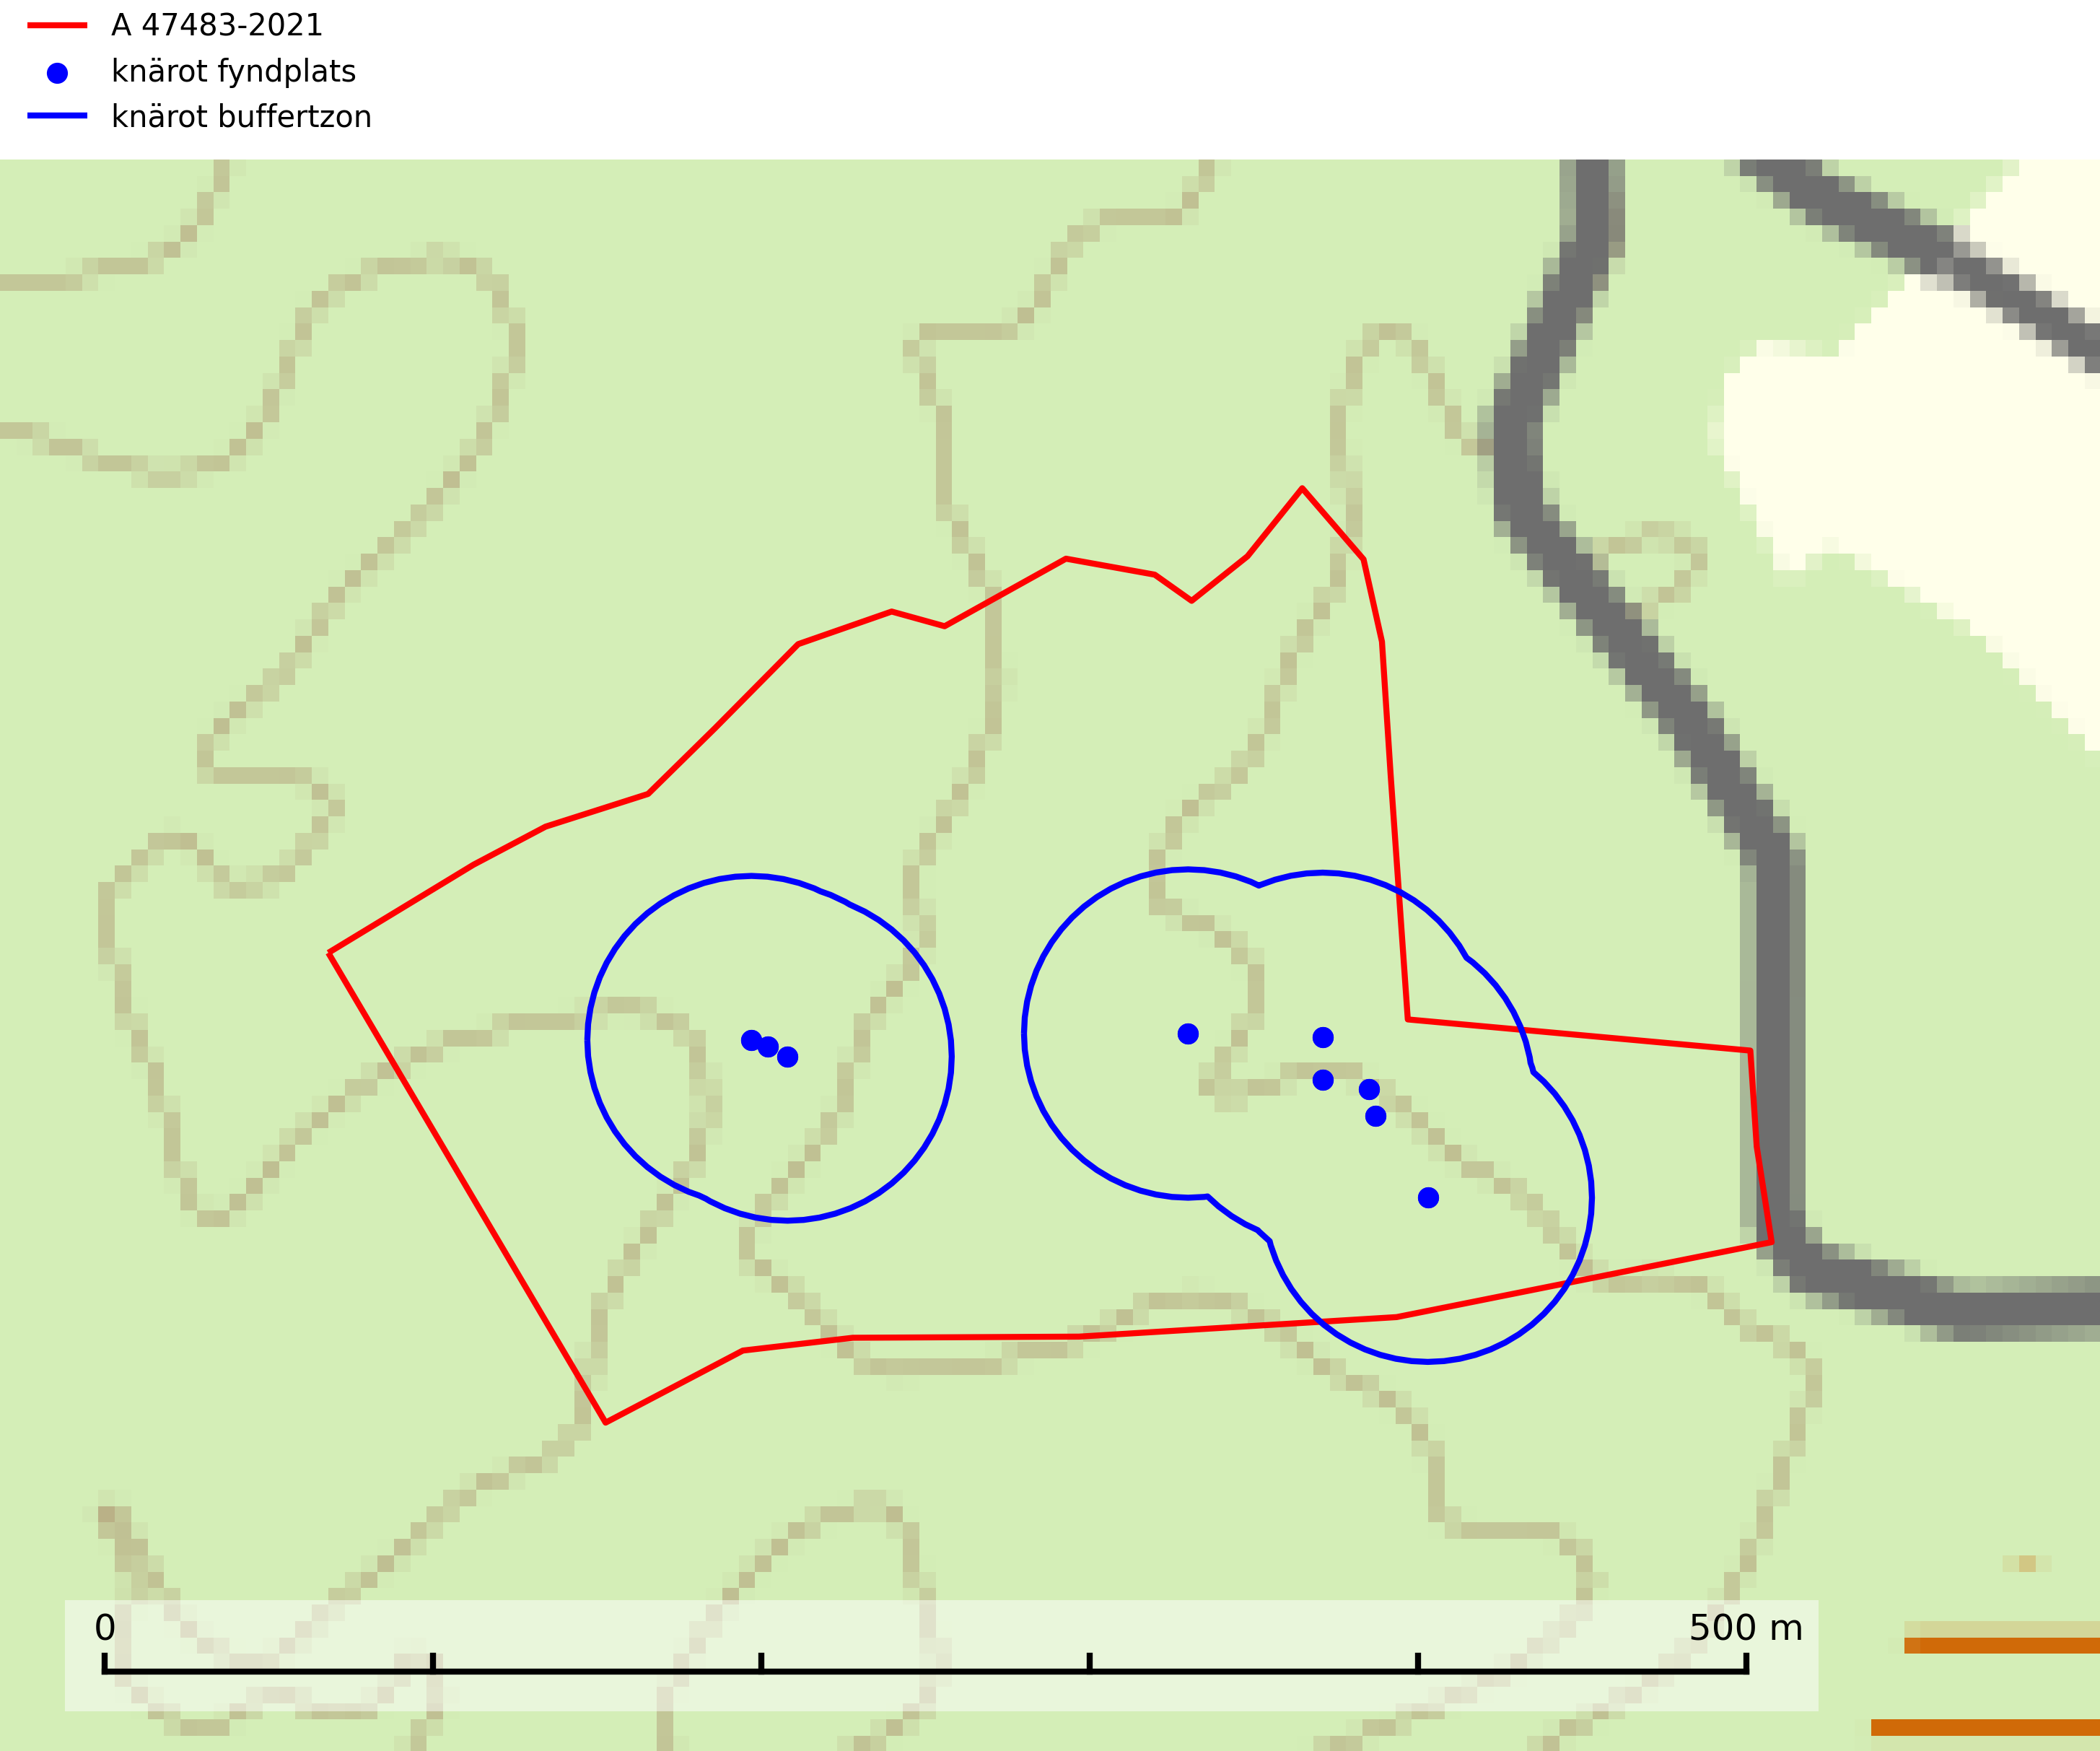 A 47483-2021
knärot fyndplats
knärot buffertzon
0 500 m